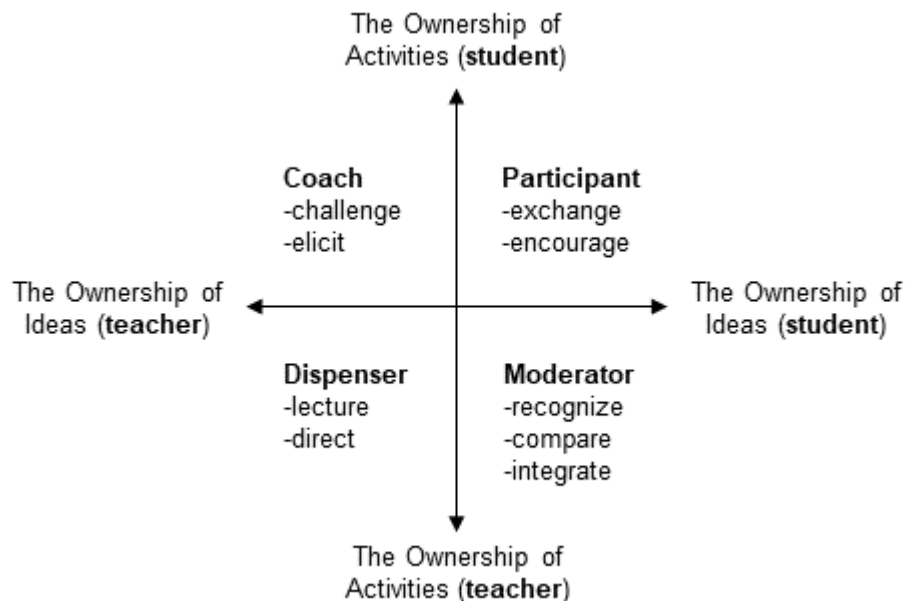 The Ownership of
Activities (student)
Coach
-challenge
-elicit
Participant
-exchange
-encourage
The Ownership of
Ideas (teacher)
The Ownership of
Ideas (student)
Dispenser
-lecture
-direct
Moderator
-recognize
-compare
-integrate
The Ownership of
Activities (teacher)